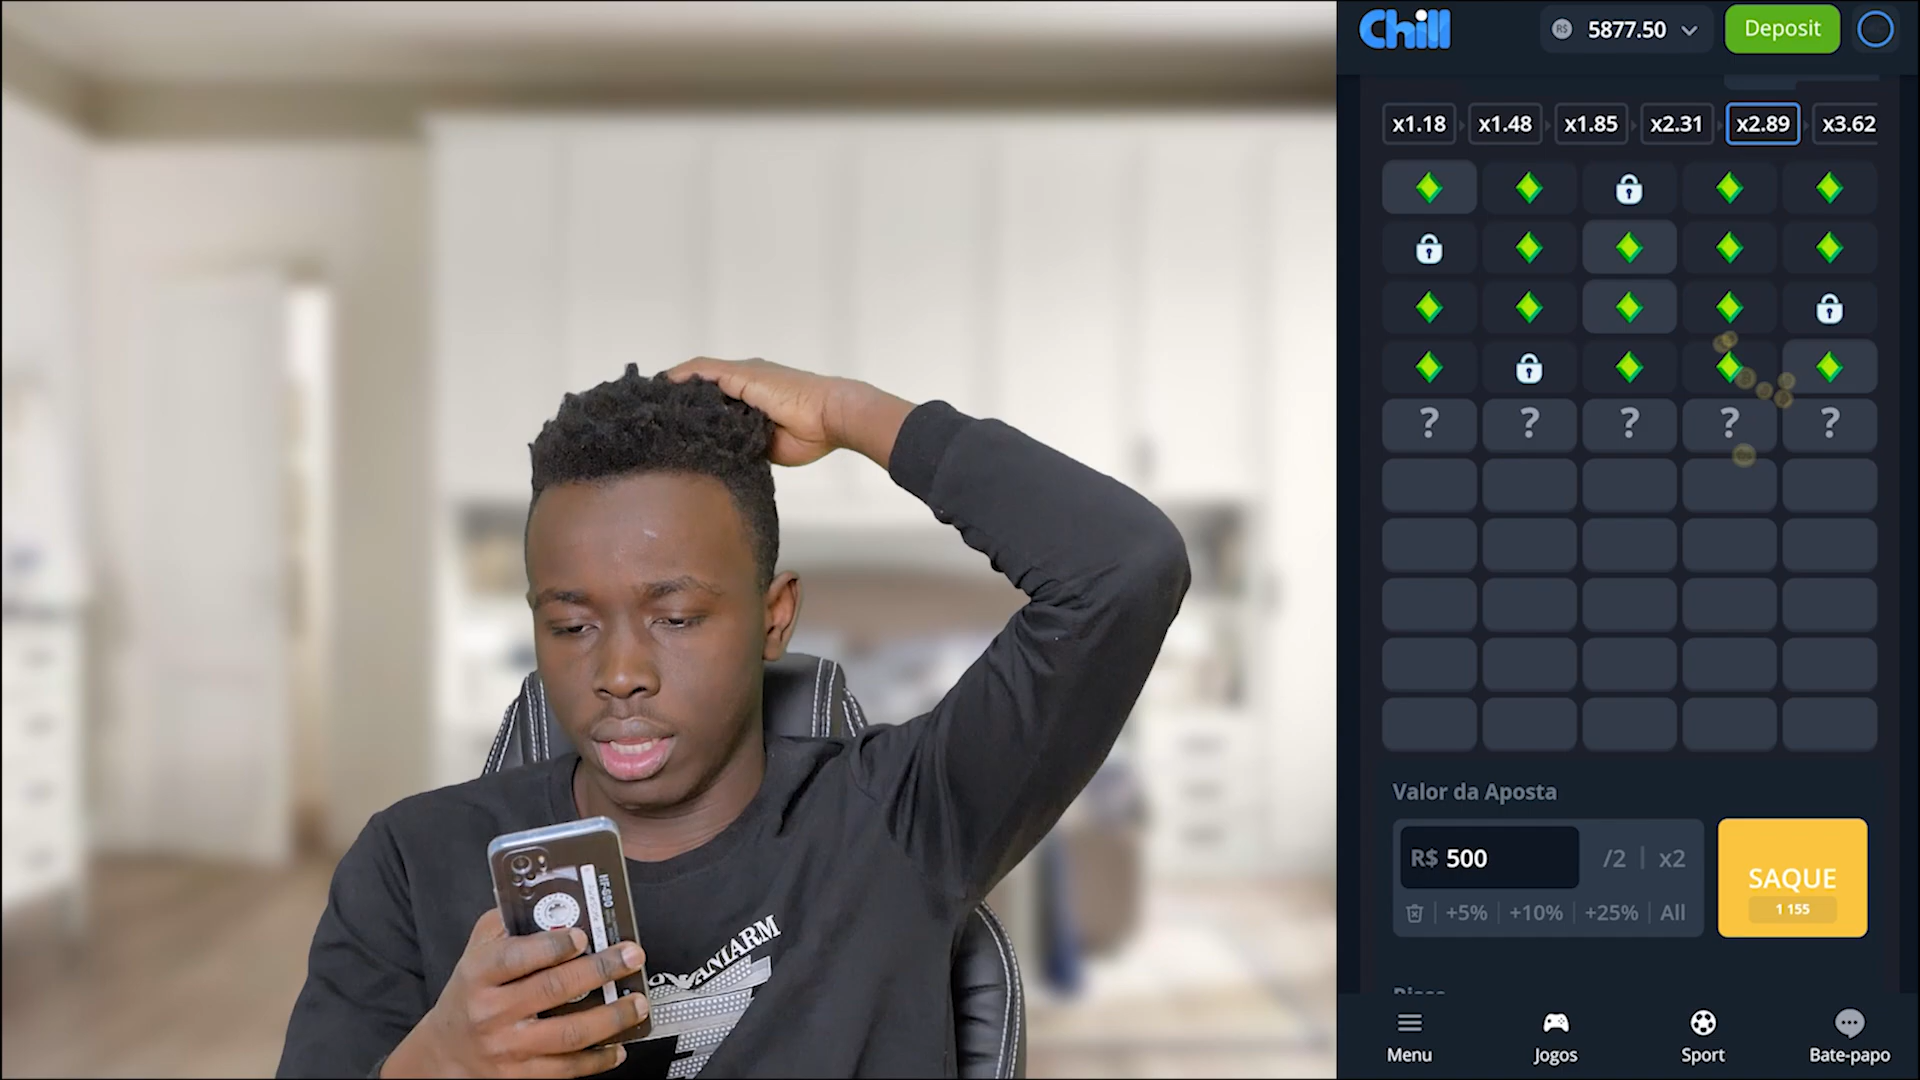 Chill
R$ 5877.50
Deposit
x1.18 x1.48 x1.85 x2.31 x2.89 x3.62
? ? ? ? ?
Valor da Aposta
R$ 500 /2 x2
+5% +10% +25% All
SAQUE
1 155
Menu Jogos Sport Bate-papo